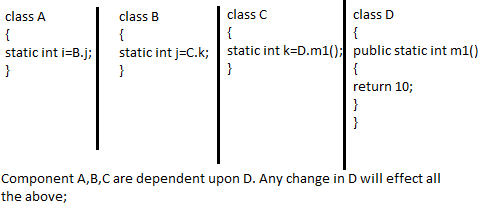 class A
{
static int i=B.j;
}
class B
{
static int j=C.k;
}
class C
{
static int k=D.m1();
}
class D
{
public static int m1()
{
return 10;
}
}
Component A,B,C are dependent upon D. Any change in D will effect all
the above;